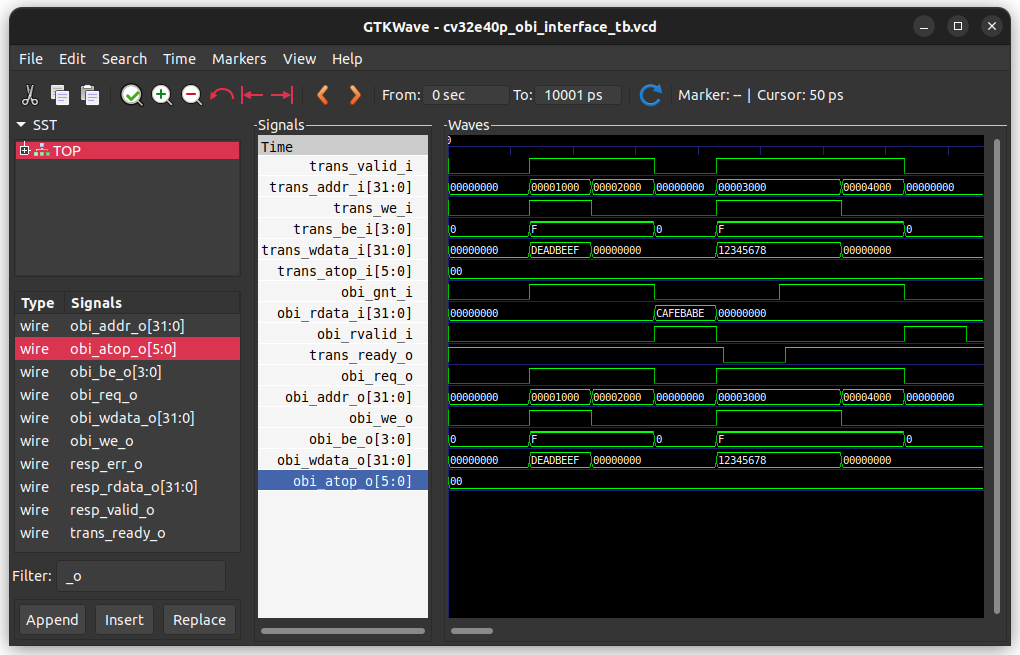 GTKWave - cv32e40p_obi_interface_tb.vcd
File Edit Search Time Markers View Help
From: 0 sec To: 10001 ps Marker: -- | Cursor: 50 ps
SST
TOP
Type Signals
wire obi_addr_o[31:0]
wire obi_atop_o[5:0]
wire obi_be_o[3:0]
wire obi_req_o
wire obi_wdata_o[31:0]
wire obi_we_o
wire resp_err_o
wire resp_rdata_o[31:0]
wire resp_valid_o
wire trans_ready_o
Filter: _o
Append Insert Replace
Signals
Time
trans_valid_i
trans_addr_i[31:0]
trans_we_i
trans_be_i[3:0]
trans_wdata_i[31:0]
trans_atop_i[5:0]
obi_gnt_i
obi_rdata_i[31:0]
obi_rvalid_i
trans_ready_o
obi_req_o
obi_addr_o[31:0]
obi_we_o
obi_be_o[3:0]
obi_wdata_o[31:0]
obi_atop_o[5:0]
Waves
0
00000000 00001000 00002000 00000000 00003000 00004000 00000000
0 F 0 F 0
00000000 DEADBEEF 00000000 12345678 00000000
00
00000000 CAFEBABE 00000000
00000000 00001000 00002000 00000000 00003000 00004000 00000000
0 F 0 F 0
00000000 DEADBEEF 00000000 12345678 00000000
00